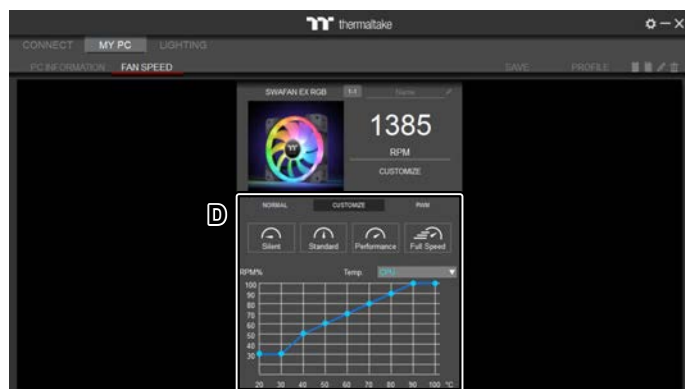 thermaltake
CONNECT MY PC LIGHTING
PC INFORMATION FAN SPEED SAVE PROFILE
SWAFAN EX RGB 1-1 Name
1385
RPM
CUSTOMIZE
D
NORMAL CUSTOMIZE PWM
Silent Standard Performance Full Speed
RPM% Temp. CPU
100
90
80
70
60
50
40
30
20 30 40 50 60 70 80 90 100 °C